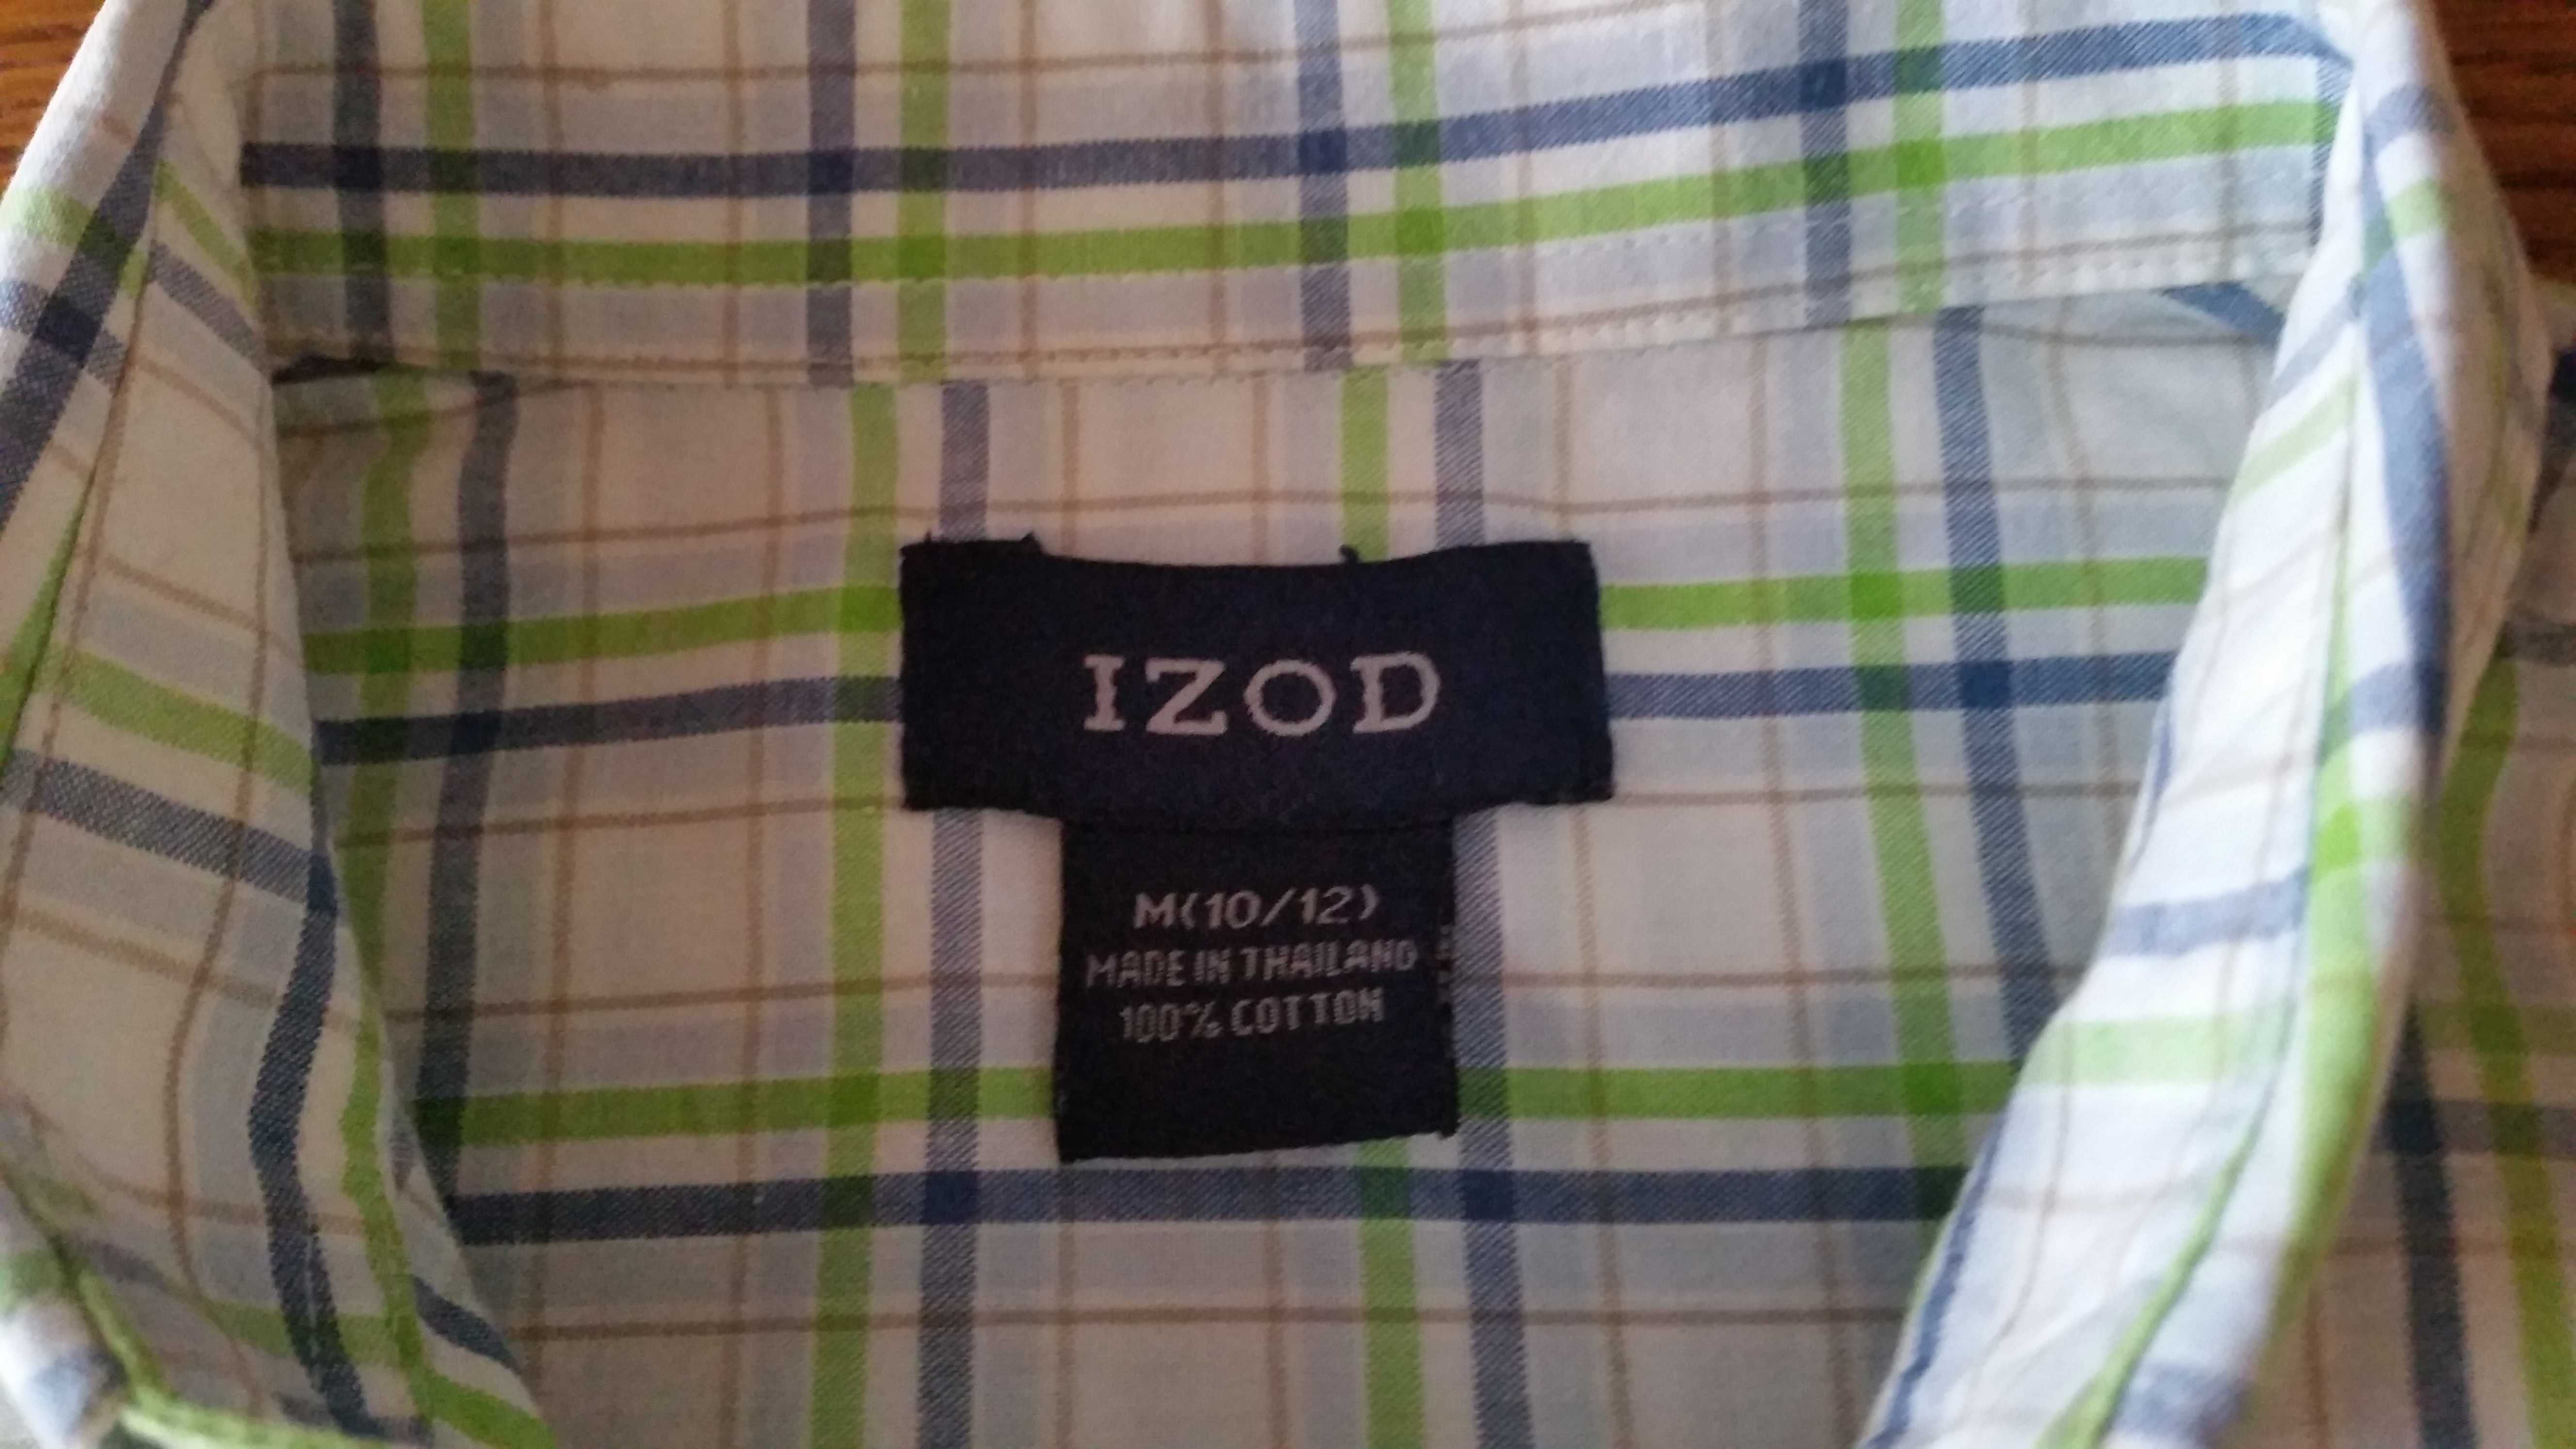 IZOD
M(10/12)
MADE IN THAILAND
100% COTTON